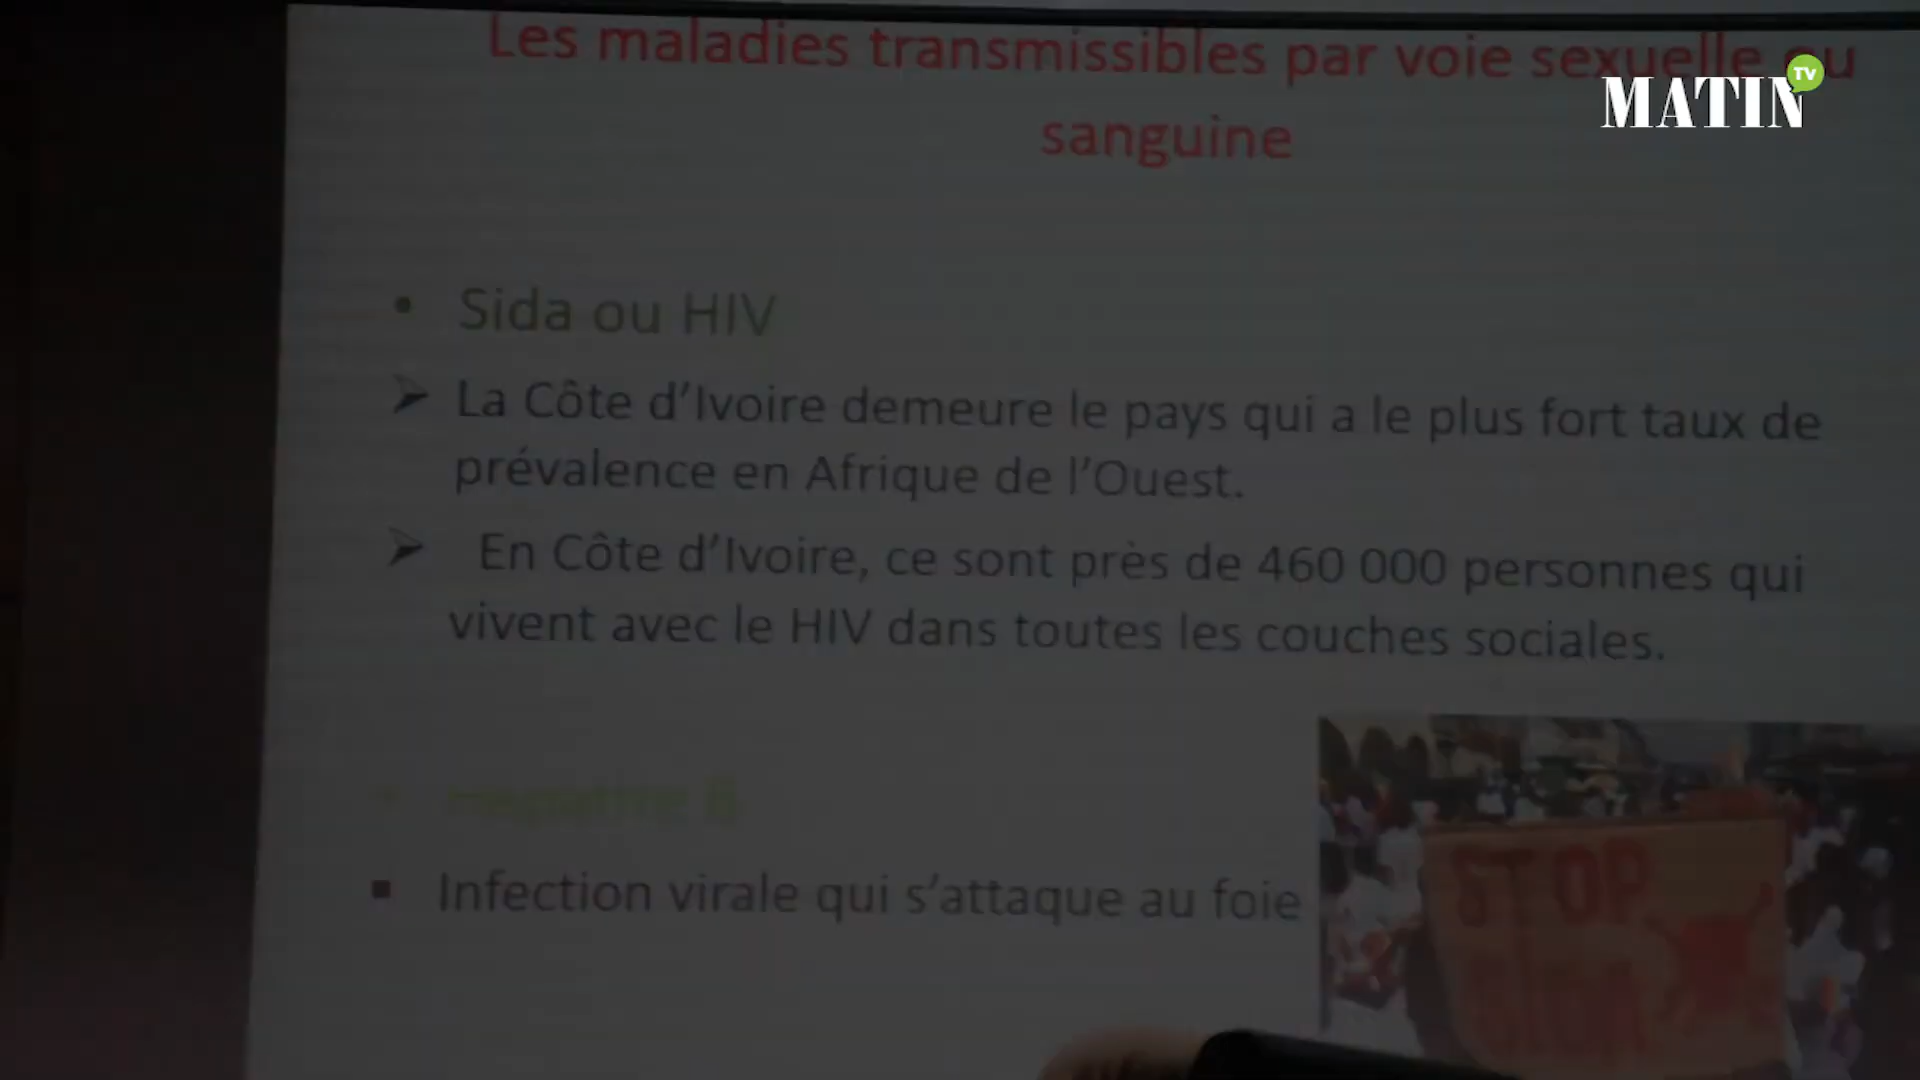 Les maladies transmissibles par voie sexuelle ou
sanguine
MATIN TV
• Sida ou HIV
➤ La Côte d'Ivoire demeure le pays qui a le plus fort taux de
prévalence en Afrique de l'Ouest.
➤ En Côte d'Ivoire, ce sont près de 460 000 personnes qui
vivent avec le HIV dans toutes les couches sociales.
• Hépatite B
▪ Infection virale qui s'attaque au foie
STOP